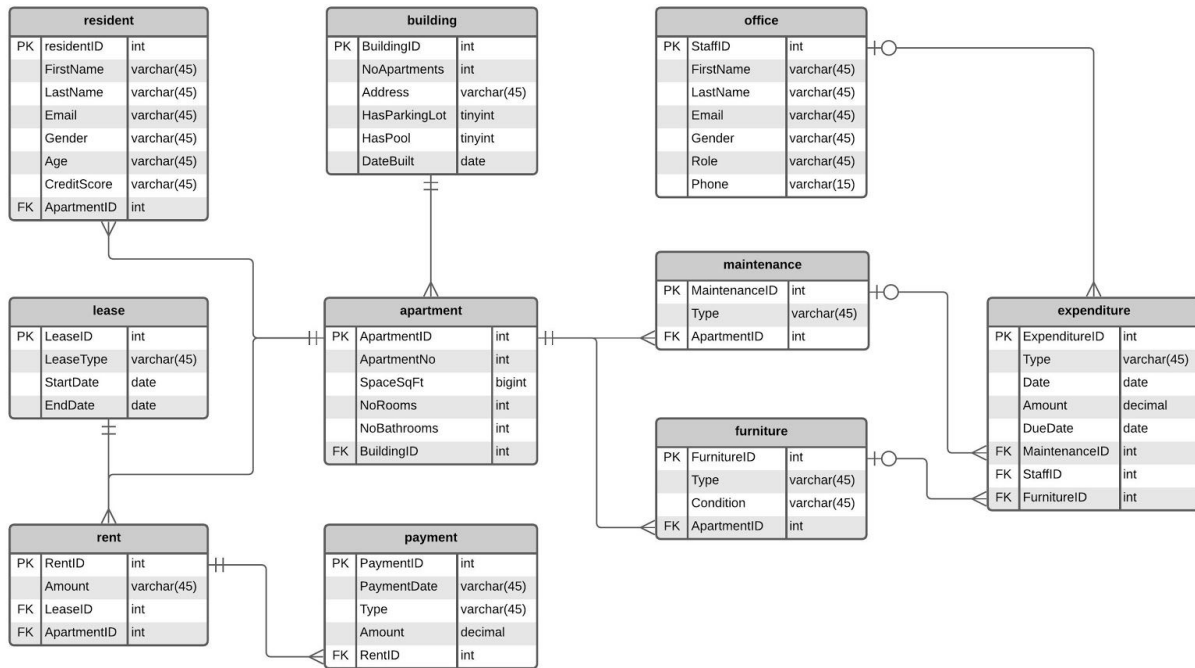 resident
PK residentID int
FirstName varchar(45)
LastName varchar(45)
Email varchar(45)
Gender varchar(45)
Age varchar(45)
CreditScore varchar(45)
FK ApartmentID int
building
PK BuildingID int
NoApartments int
Address varchar(45)
HasParkingLot tinyint
HasPool tinyint
DateBuilt date
office
PK StaffID int
FirstName varchar(45)
LastName varchar(45)
Email varchar(45)
Gender varchar(45)
Role varchar(45)
Phone varchar(15)
lease
PK LeaseID int
LeaseType varchar(45)
StartDate date
EndDate date
apartment
PK ApartmentID int
ApartmentNo int
SpaceSqFt bigint
NoRooms int
NoBathrooms int
FK BuildingID int
maintenance
PK MaintenanceID int
Type varchar(45)
FK ApartmentID int
furniture
PK FurnitureID int
Type varchar(45)
Condition varchar(45)
FK ApartmentID int
expenditure
PK ExpenditureID int
Type varchar(45)
Date date
Amount decimal
DueDate date
FK MaintenanceID int
FK StaffID int
FK FurnitureID int
rent
PK RentID int
Amount varchar(45)
FK LeaseID int
FK ApartmentID int
payment
PK PaymentID int
PaymentDate varchar(45)
Type varchar(45)
Amount decimal
FK RentID int